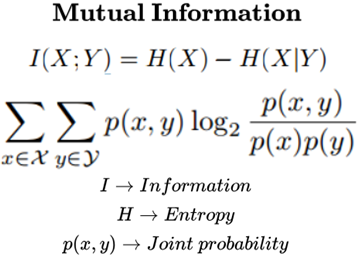 Mutual Information
I(X;Y) = H(X) − H(X|Y)
∑x∈𝒳 ∑y∈𝒴 p(x, y) log₂ p(x, y) / p(x)p(y)
I → Information
H → Entropy
p(x, y) → Joint probability